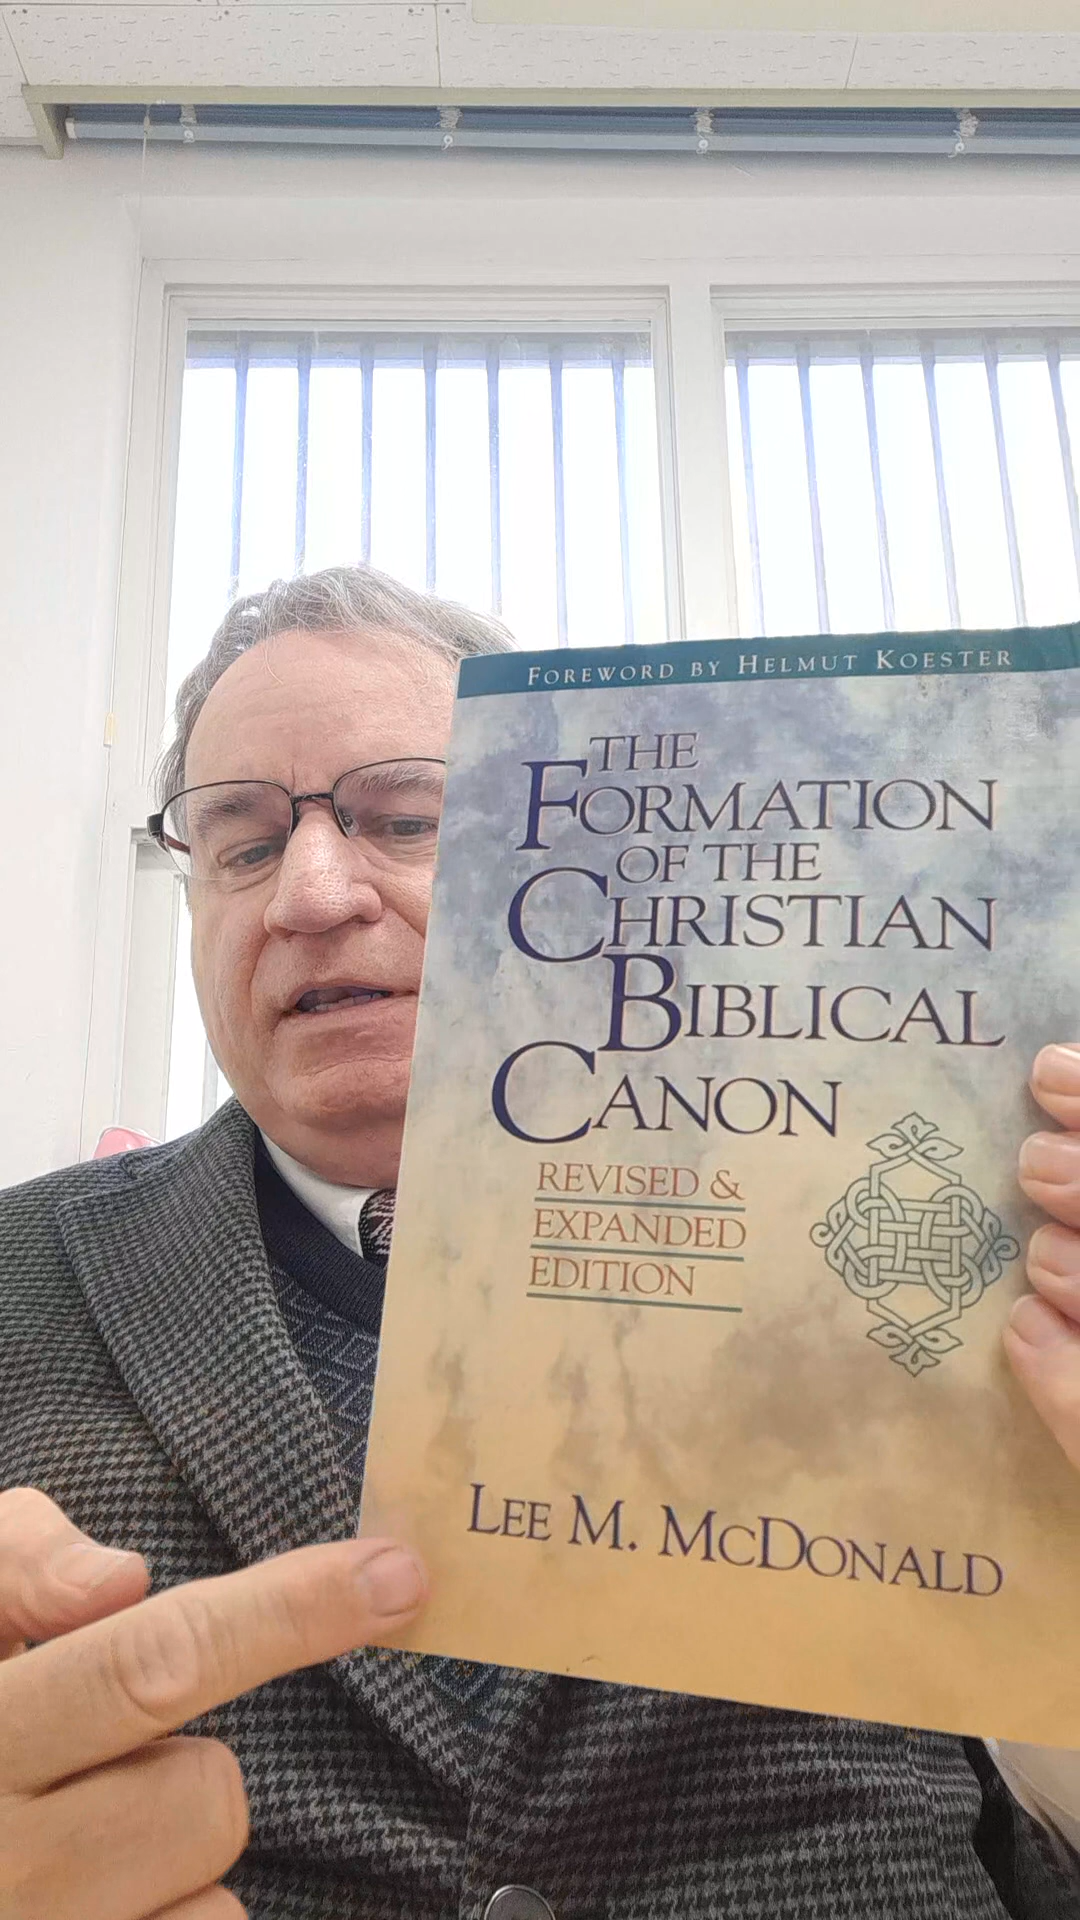 FOREWORD BY HELMUT KOESTER
THE
FORMATION
OF THE
CHRISTIAN
BIBLICAL
CANON
REVISED &
EXPANDED
EDITION
LEE M. MCDONALD